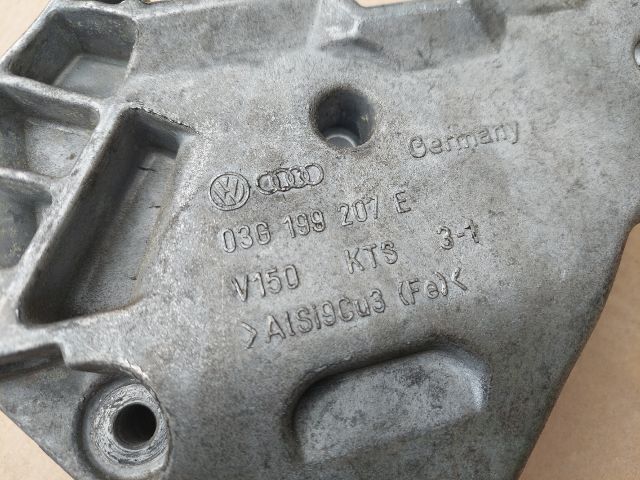 Germany
03G 199 207 E
V150 KTS 3-1
>AlSi9Cu3 (Fe)<